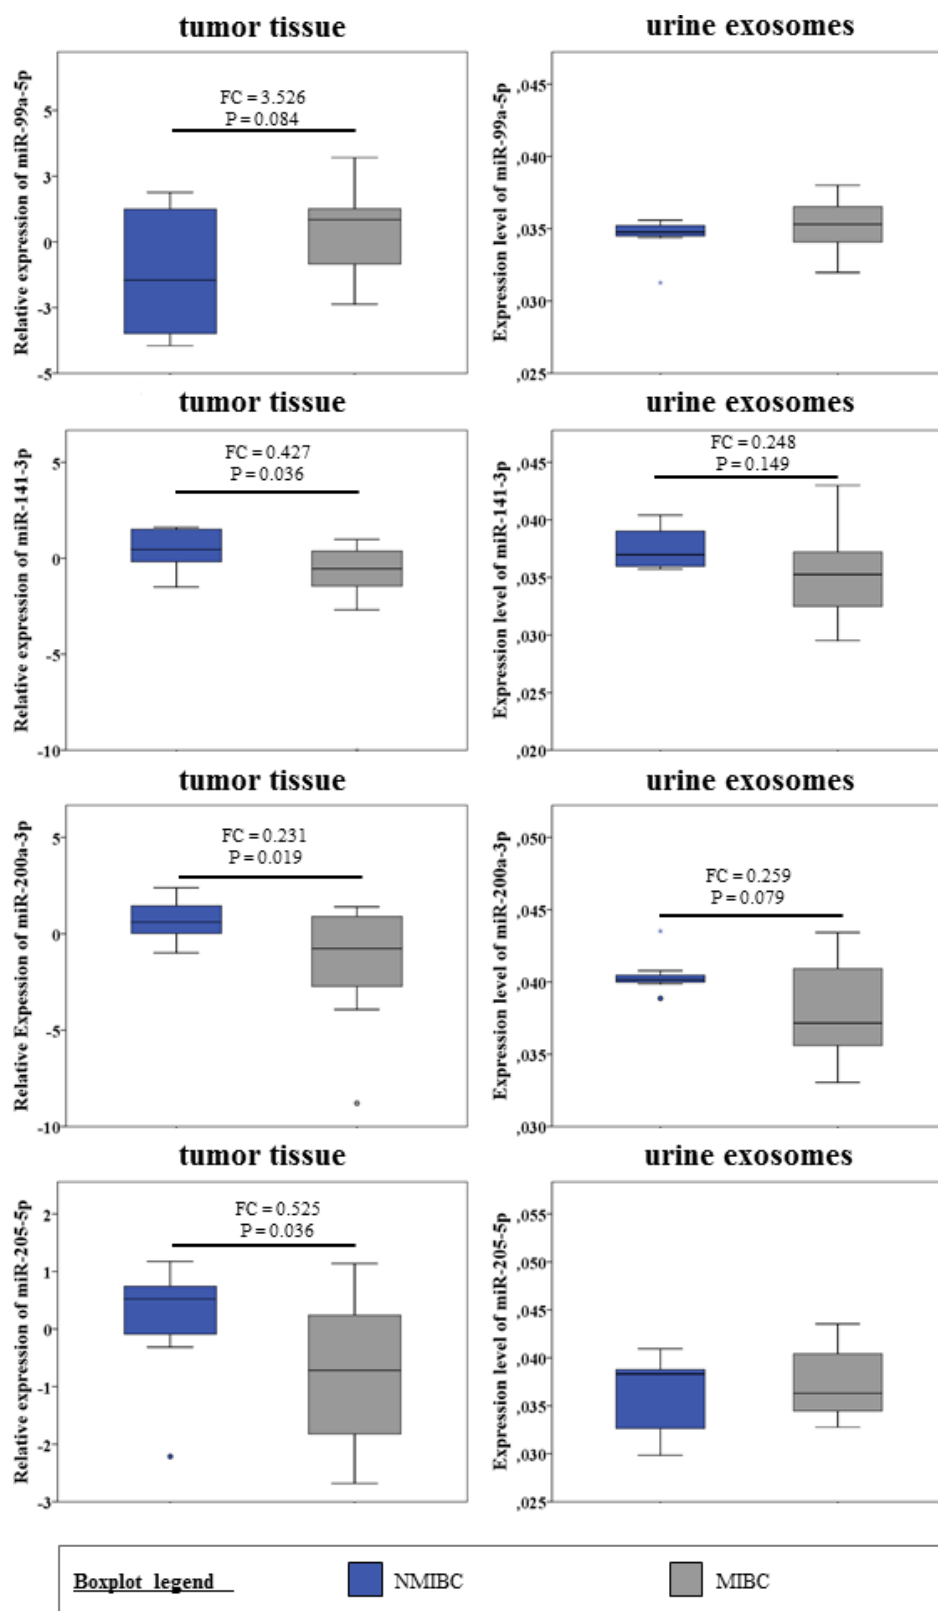 tumor tissue
urine exosomes
Relative expression of miR-99a-5p
5
3
0
-3
-5
FC = 3.526
P = 0.084
Expression level of miR-99a-5p
,045
,040
,035
,030
,025
tumor tissue
urine exosomes
Relative expression of miR-141-3p
5
0
-5
-10
FC = 0.427
P = 0.036
Expression level of miR-141-3p
,045
,040
,035
,030
,025
,020
FC = 0.248
P = 0.149
tumor tissue
urine exosomes
Relative Expession of miR-200a-3p
5
0
-5
-10
FC = 0.231
P = 0.019
Expression level of miR-200a-3p
,050
,045
,040
,035
,030
FC = 0.259
P = 0.079
tumor tissue
urine exosomes
Relative expression of miR-205-5p
2
1
0
-1
-2
-3
FC = 0.525
P = 0.036
Expression level of miR-205-5p
,055
,050
,045
,040
,035
,030
,025
Boxplot legend
NMIBC
MIBC